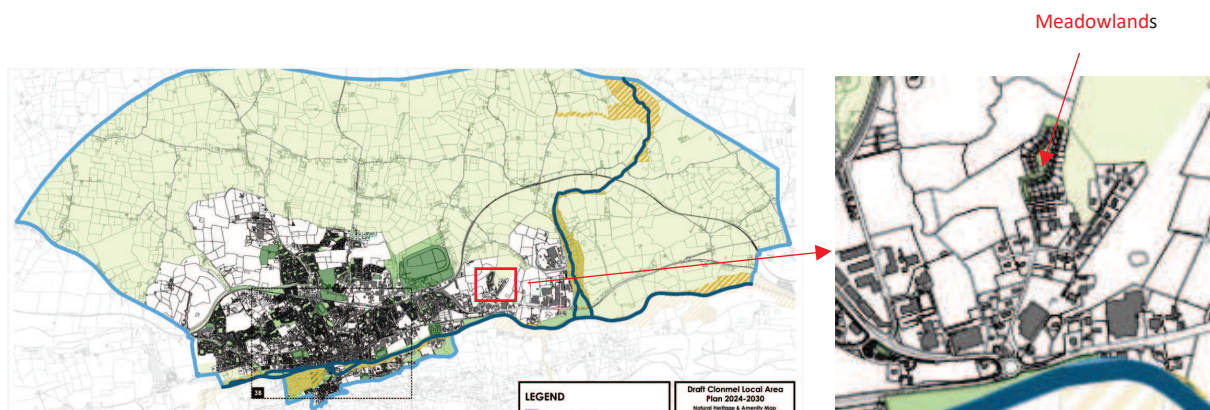 Meadowlands
38
LEGEND
Draft Clonmel Local Area
Plan 2024-2030
Natural Heritage & Amenity Map